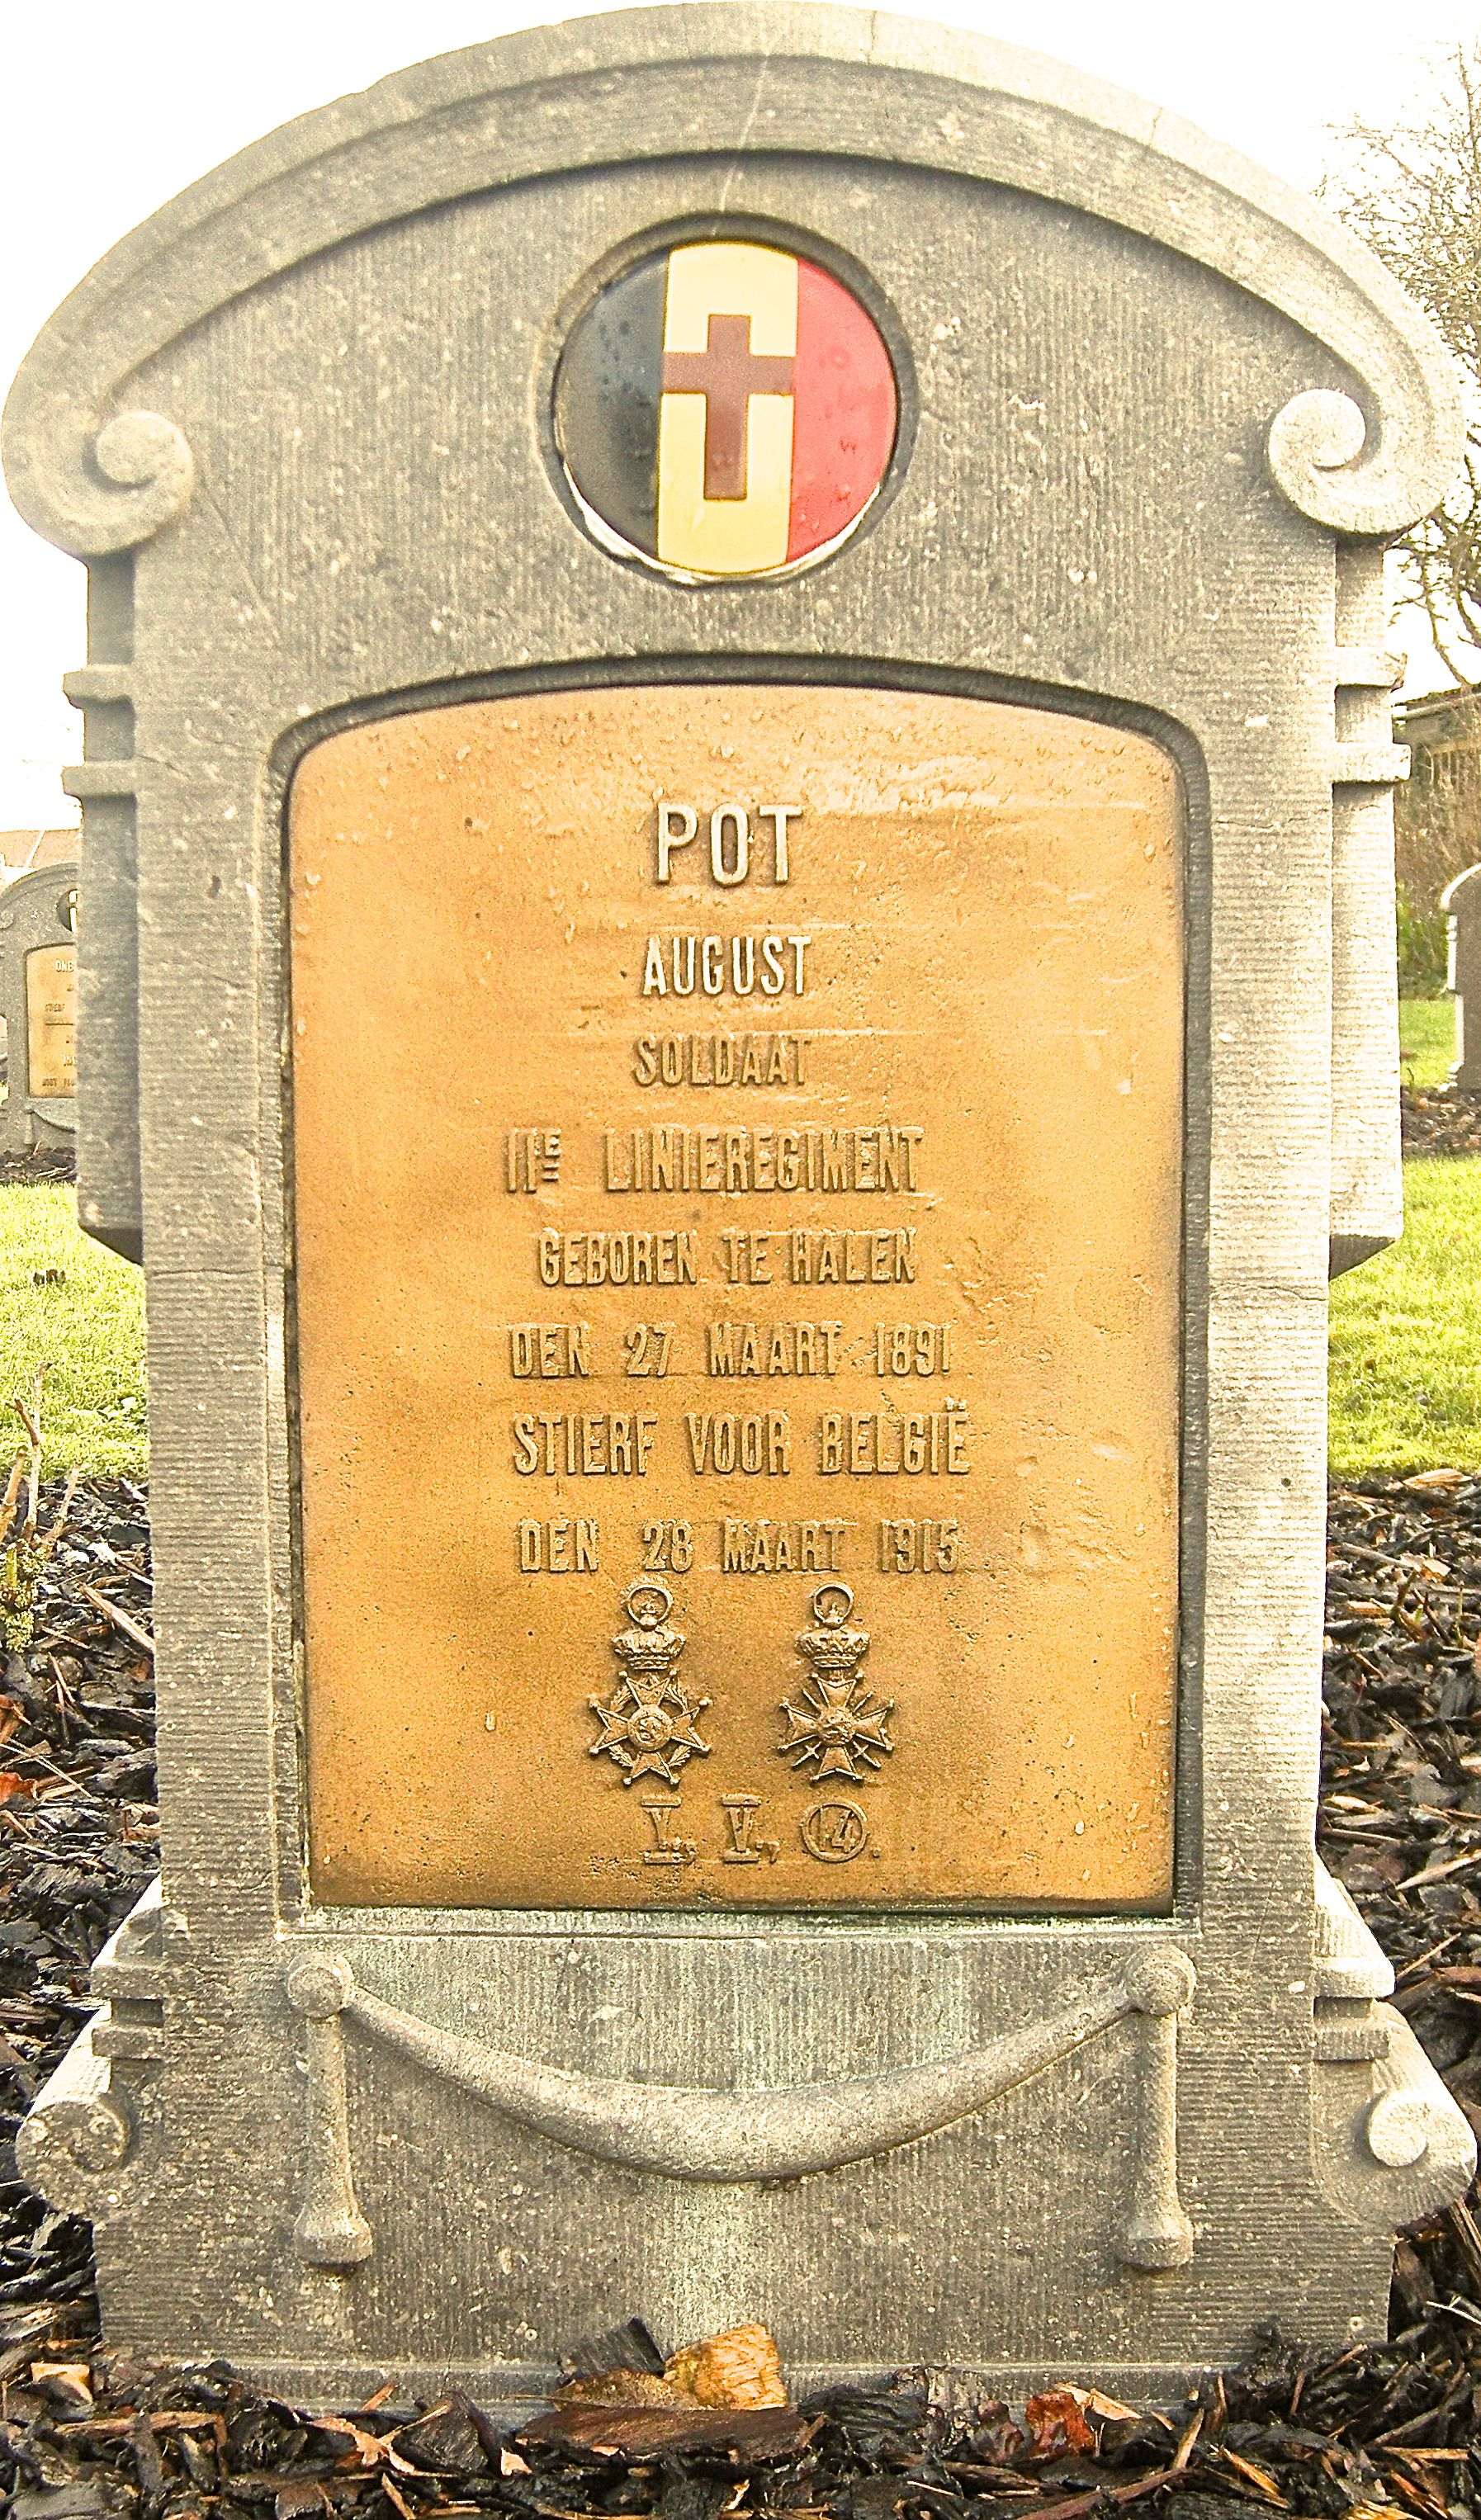 POT
AUGUST
SOLDAAT
11E LINIEREGIMENT
GEBOREN TE HALEN
DEN 27 MAART 1891
STIERF VOOR BELGIË
DEN 28 MAART 1915
I. V,